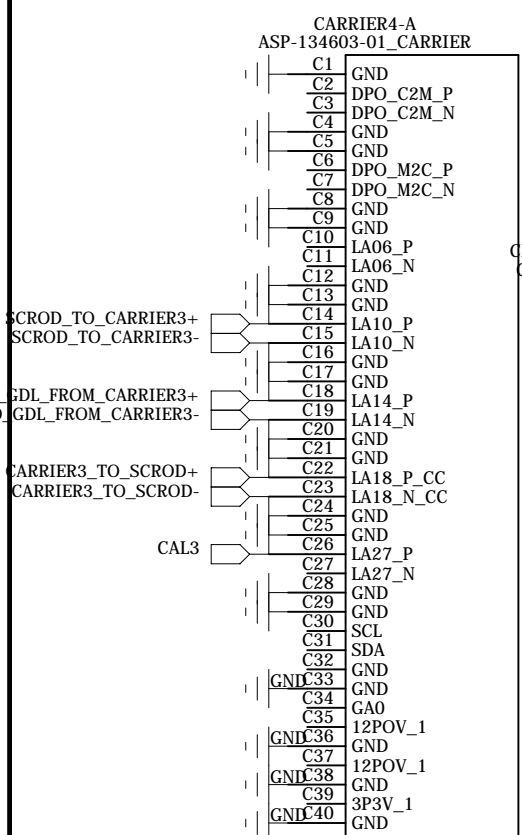 CARRIER4-A
ASP-134603-01_CARRIER
C1 GND
C2 DPO_C2M_P
C3 DPO_C2M_N
C4 GND
C5 GND
C6 DPO_M2C_P
C7 DPO_M2C_N
C8 GND
C9 GND
C10 LA06_P
C11 LA06_N
C12 GND
C13 GND
SCROD_TO_CARRIER3+ C14 LA10_P
SCROD_TO_CARRIER3- C15 LA10_N
C16 GND
C17 GND
_GDL_FROM_CARRIER3+ C18 LA14_P
_GDL_FROM_CARRIER3- C19 LA14_N
C20 GND
C21 GND
CARRIER3_TO_SCROD+ C22 LA18_P_CC
CARRIER3_TO_SCROD- C23 LA18_N_CC
C24 GND
C25 GND
CAL3 C26 LA27_P
C27 LA27_N
C28 GND
C29 GND
C30 SCL
C31 SDA
C32 GND
GND C33 GND
C34 GA0
C35 12POV_1
GND C36 GND
C37 12POV_1
GND C38 GND
C39 3P3V_1
GND C40 GND